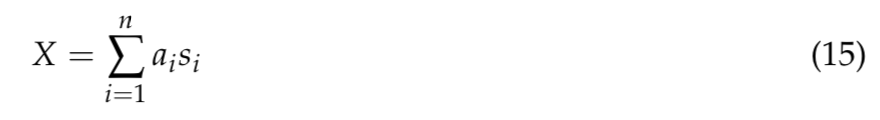 X = \sum_{i=1}^{n} a_i s_i (15)